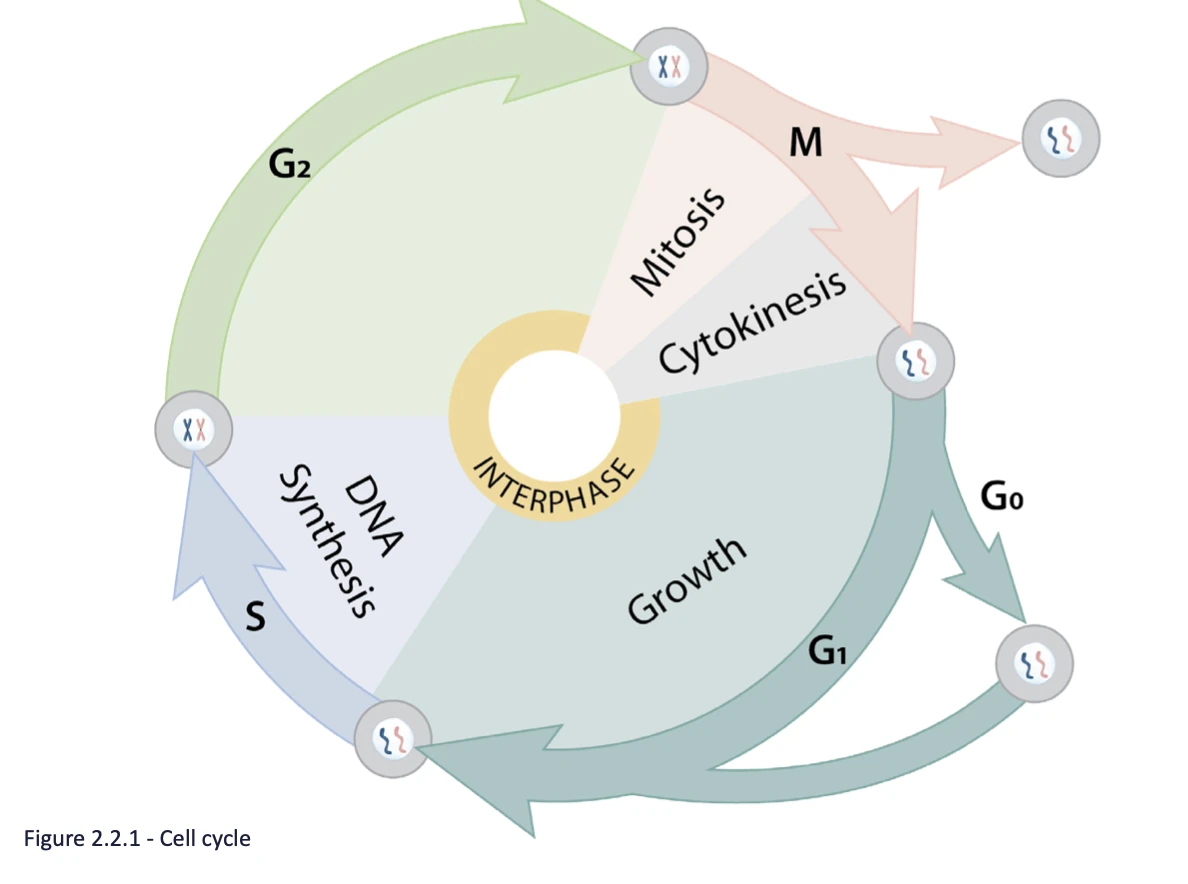 G₂
M
Mitosis
Cytokinesis
INTERPHASE
DNA
Synthesis
Growth
G₀
S
G₁
Figure 2.2.1 - Cell cycle